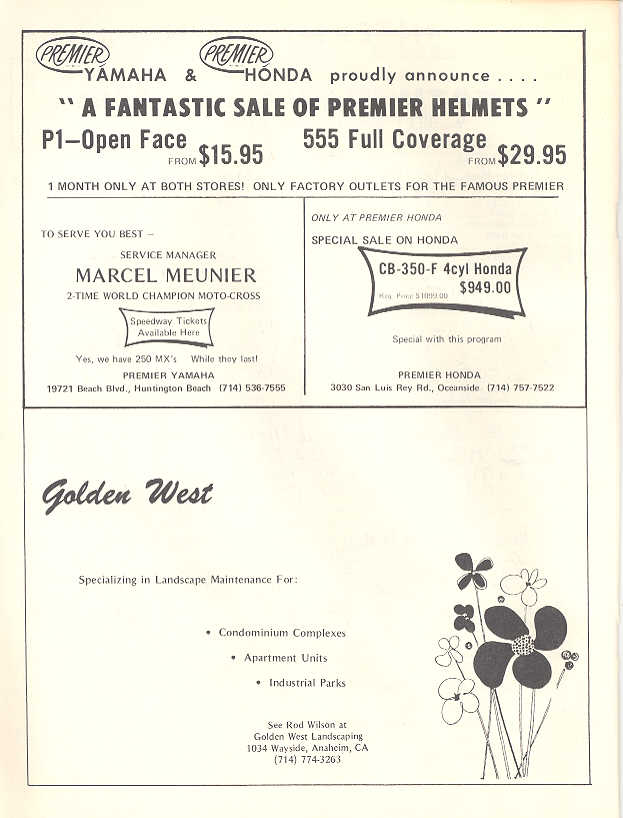 PREMIER YAMAHA & PREMIER HONDA proudly announce . . . .
" A FANTASTIC SALE OF PREMIER HELMETS "
P1–Open Face FROM $15.95
555 Full Coverage FROM $29.95
1 MONTH ONLY AT BOTH STORES! ONLY FACTORY OUTLETS FOR THE FAMOUS PREMIER
TO SERVE YOU BEST –
SERVICE MANAGER
MARCEL MEUNIER
2-TIME WORLD CHAMPION MOTO-CROSS
Speedway Tickets
Available Here
Yes, we have 250 MX's While they last!
PREMIER YAMAHA
19721 Beach Blvd., Huntington Beach (714) 536-7555
ONLY AT PREMIER HONDA
SPECIAL SALE ON HONDA
CB-350-F 4cyl Honda
$949.00
Reg. Price $1099.00
Special with this program
PREMIER HONDA
3030 San Luis Rey Rd., Oceanside (714) 757-7522
Golden West
Specializing in Landscape Maintenance For:
• Condominium Complexes
• Apartment Units
• Industrial Parks
See Rod Wilson at
Golden West Landscaping
1034 Wayside, Anaheim, CA
(714) 774-3263